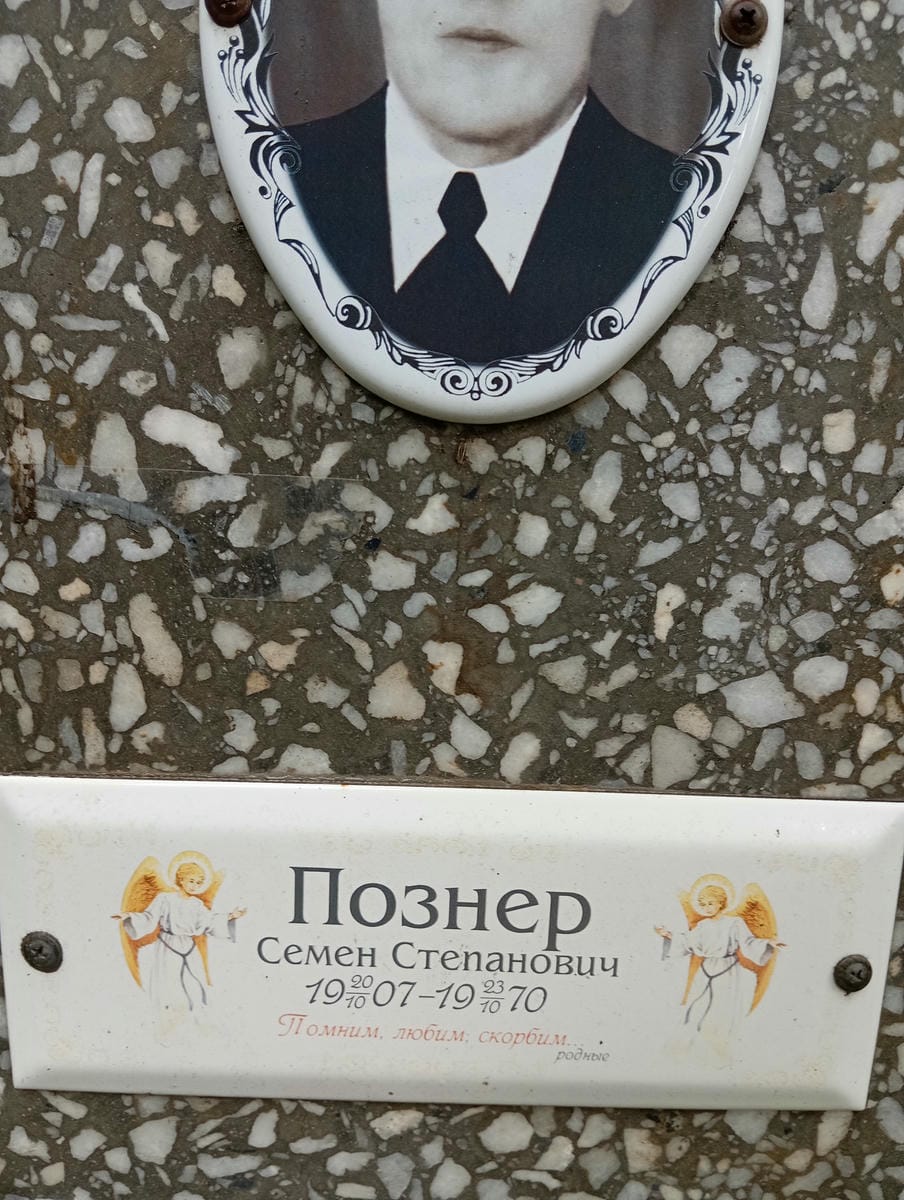 Познер
Семен Степанович
19 20/10 07-19 23/10 70
Помним, любим, скорбим...
родные